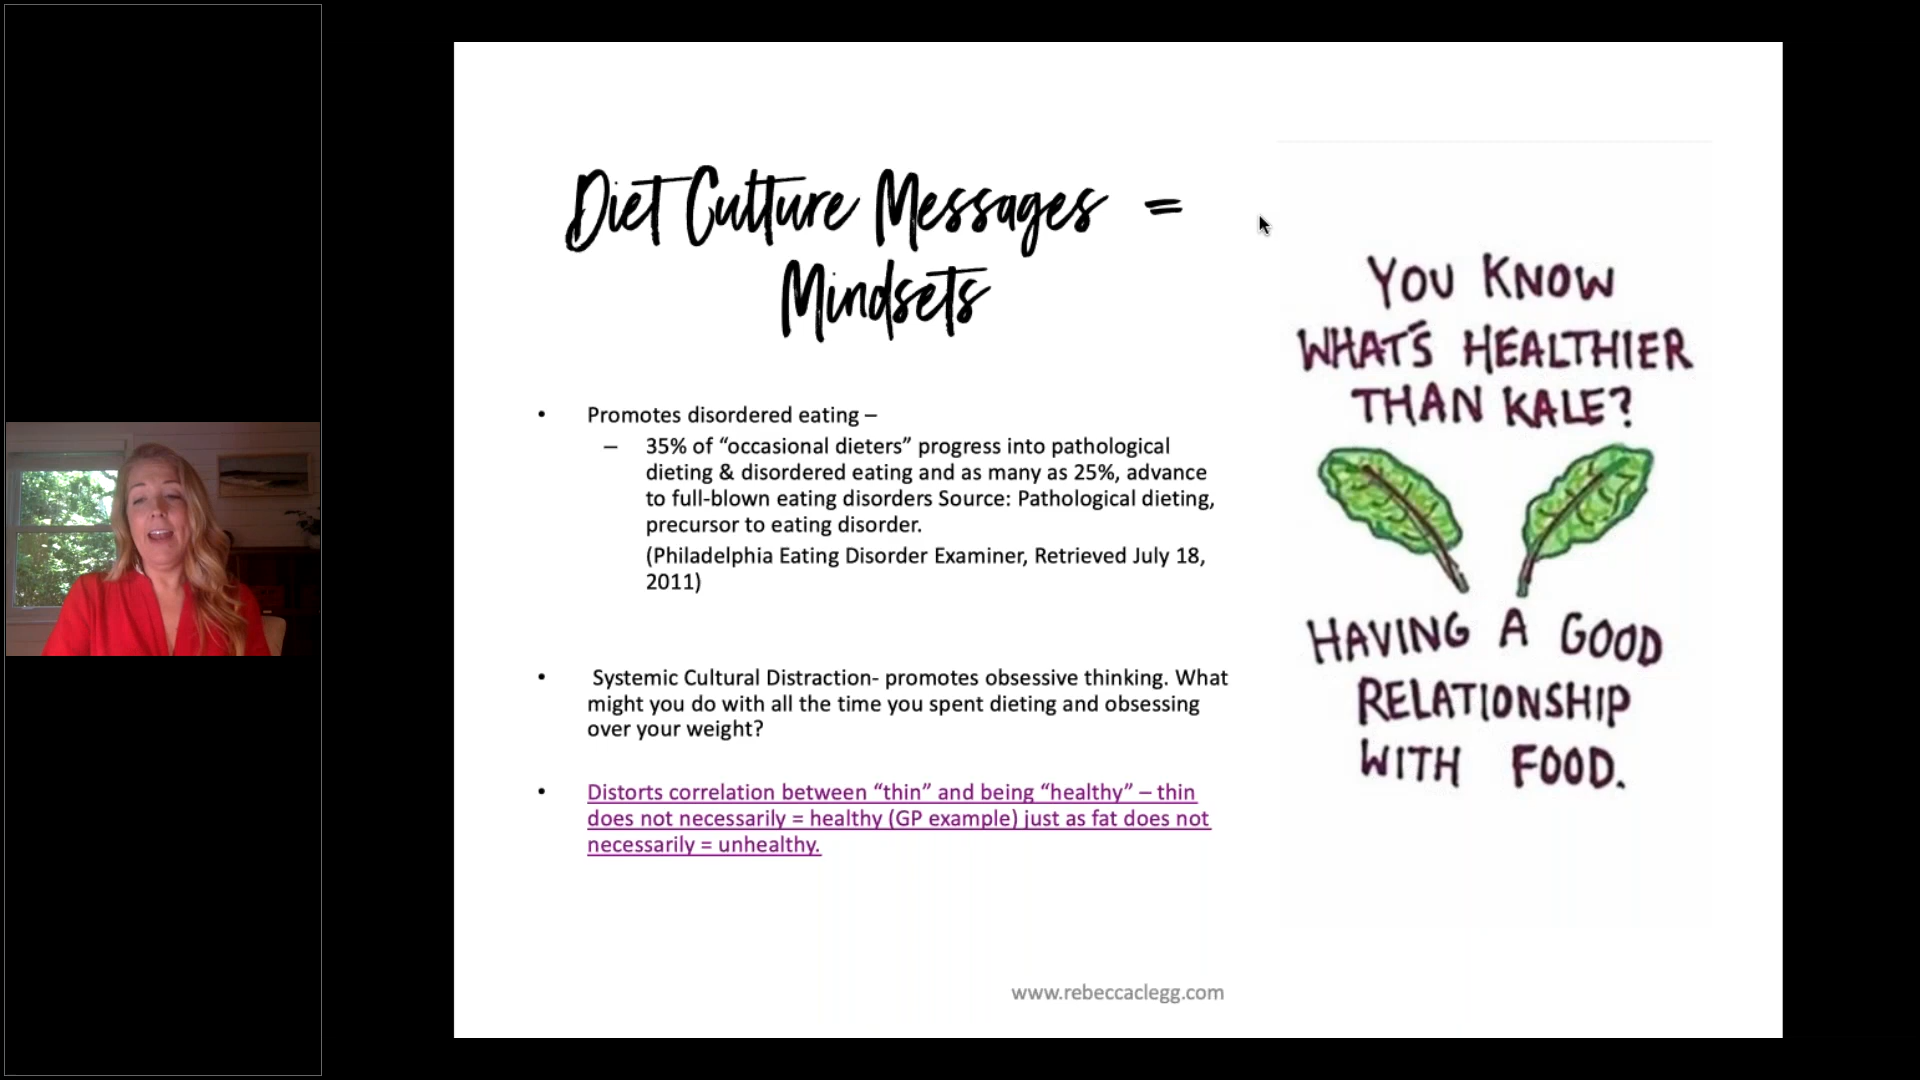 Diet Culture Messages =
Mindsets
• Promotes disordered eating –
– 35% of “occasional dieters” progress into pathological
dieting & disordered eating and as many as 25%, advance
to full-blown eating disorders Source: Pathological dieting,
precursor to eating disorder.
(Philadelphia Eating Disorder Examiner, Retrieved July 18,
2011)
• Systemic Cultural Distraction- promotes obsessive thinking. What
might you do with all the time you spent dieting and obsessing
over your weight?
• Distorts correlation between “thin” and being “healthy” – thin
does not necessarily = healthy (GP example) just as fat does not
necessarily = unhealthy.
YOU KNOW
WHAT'S HEALTHIER
THAN KALE?
HAVING A GOOD
RELATIONSHIP
WITH FOOD.
www.rebeccaclegg.com